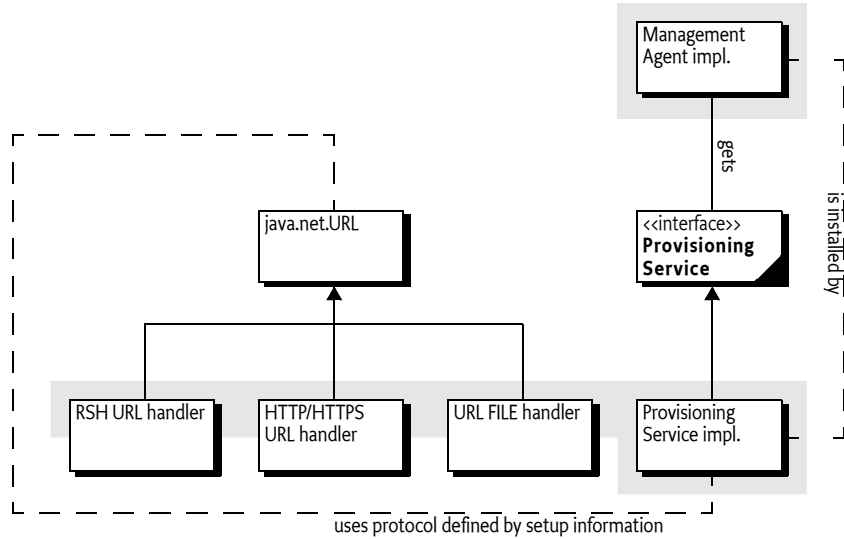 Management
Agent impl.
gets
is installed by
java.net.URL
<<interface>>
Provisioning
Service
RSH URL handler
HTTP/HTTPS
URL handler
URL FILE handler
Provisioning
Service impl.
uses protocol defined by setup information